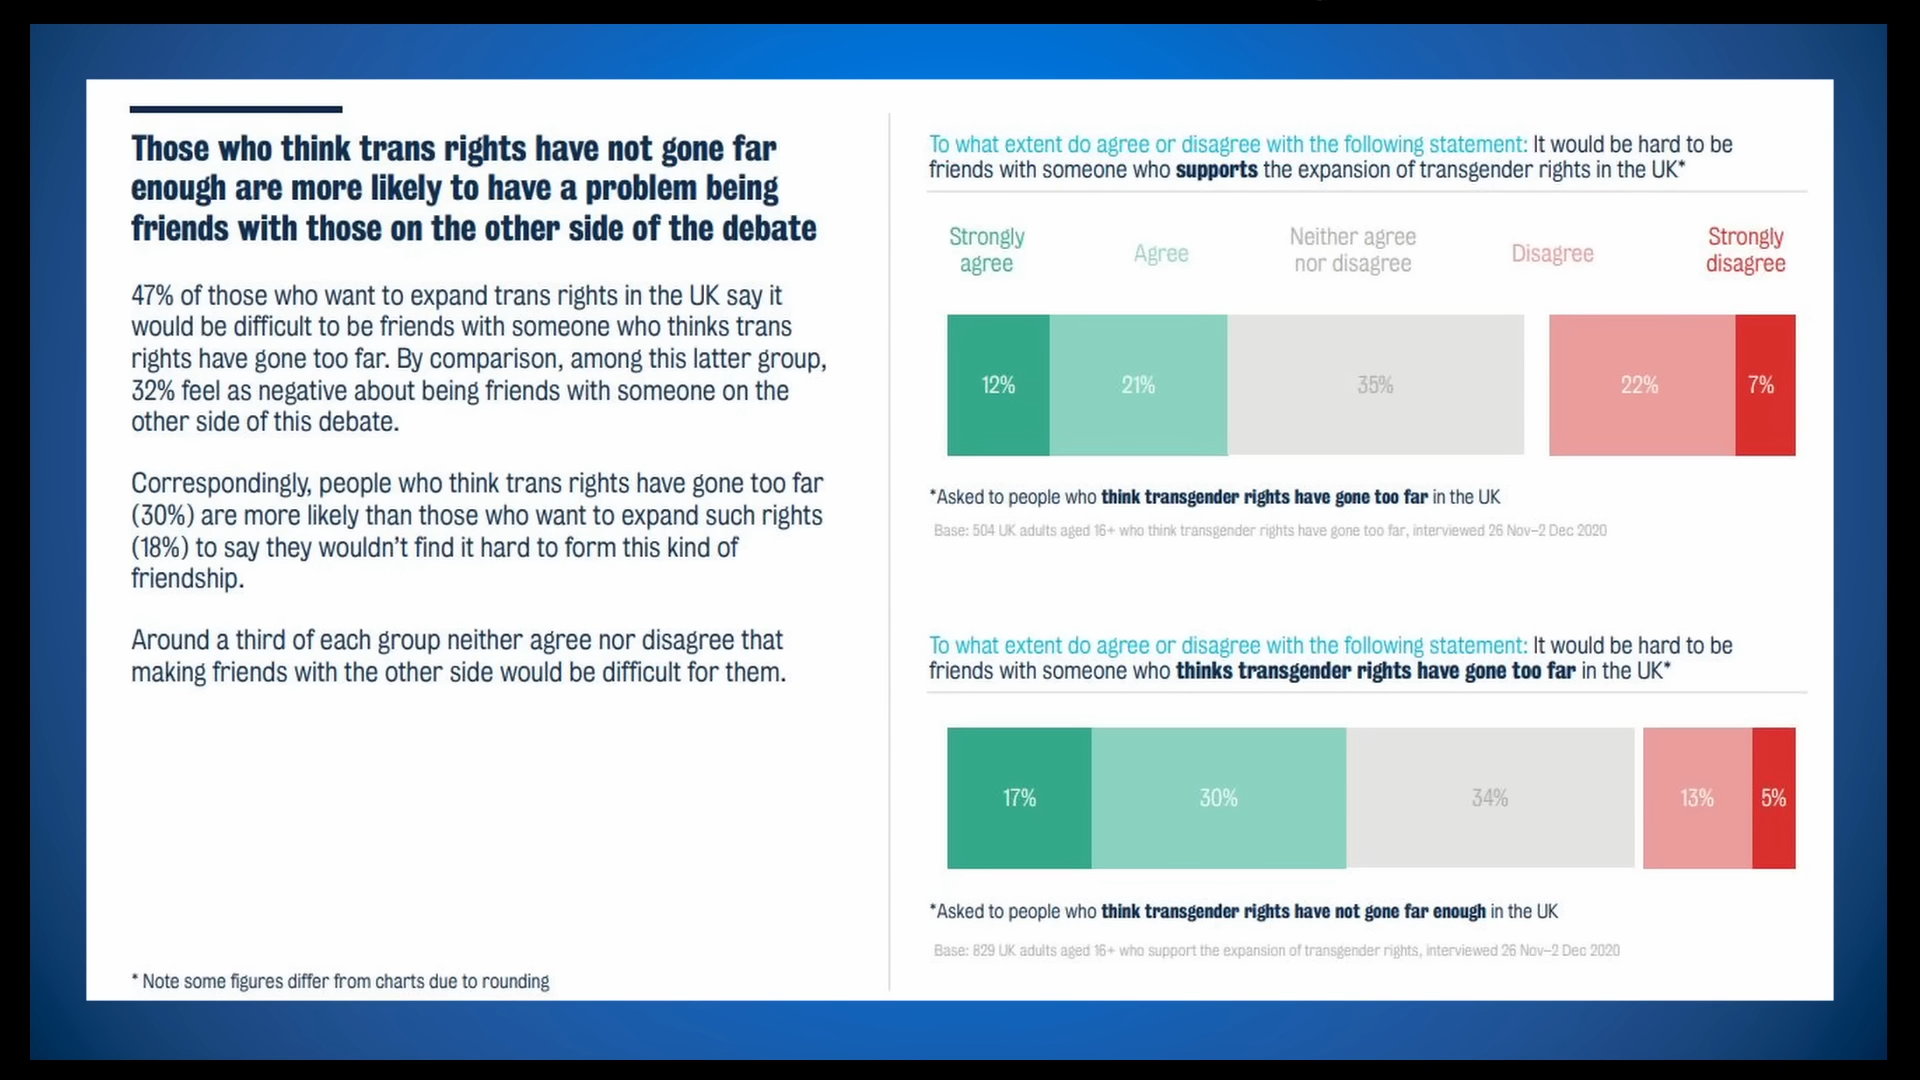 Those who think trans rights have not gone far
enough are more likely to have a problem being
friends with those on the other side of the debate
47% of those who want to expand trans rights in the UK say it
would be difficult to be friends with someone who thinks trans
rights have gone too far. By comparison, among this latter group,
32% feel as negative about being friends with someone on the
other side of this debate.
Correspondingly, people who think trans rights have gone too far
(30%) are more likely than those who want to expand such rights
(18%) to say they wouldn't find it hard to form this kind of
friendship.
Around a third of each group neither agree nor disagree that
making friends with the other side would be difficult for them.
* Note some figures differ from charts due to rounding
To what extent do agree or disagree with the following statement: It would be hard to be
friends with someone who supports the expansion of transgender rights in the UK*
Strongly
agree
Agree
Neither agree
nor disagree
Disagree
Strongly
disagree
12%
21%
35%
22%
7%
*Asked to people who think transgender rights have gone too far in the UK
Base: 504 UK adults aged 16+ who think transgender rights have gone too far, interviewed 26 Nov–2 Dec 2020
To what extent do agree or disagree with the following statement: It would be hard to be
friends with someone who thinks transgender rights have gone too far in the UK*
17%
30%
34%
13%
5%
*Asked to people who think transgender rights have not gone far enough in the UK
Base: 829 UK adults aged 16+ who support the expansion of transgender rights, interviewed 26 Nov–2 Dec 2020